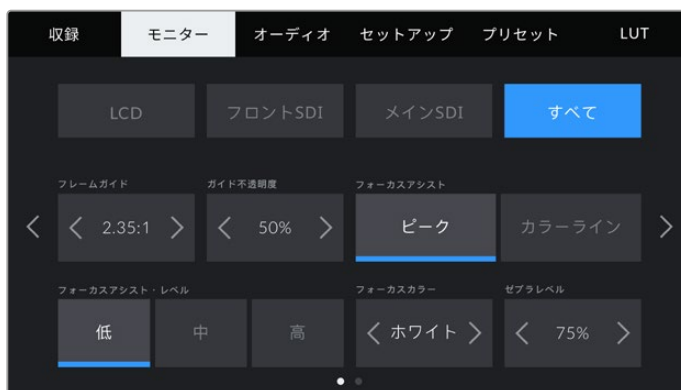 収録 モニター オーディオ セットアップ プリセット LUT
LCD フロントSDI メインSDI すべて
フレームガイド ガイド不透明度 フォーカスアシスト
2.35:1 50% ピーク カラーライン
フォーカスアシスト・レベル フォーカスカラー ゼブラレベル
低 中 高 ホワイト 75%